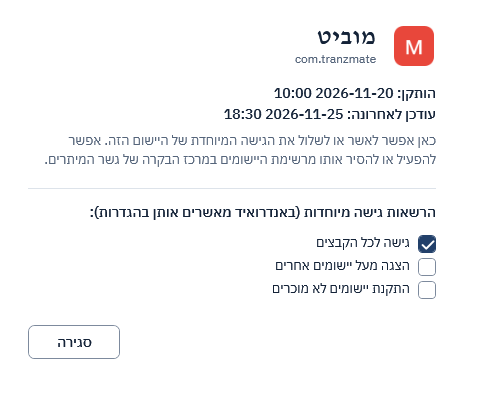 M
מוביט
com.tranzmate
הותקן: 2026-11-20 10:00
עודכן לאחרונה: 2026-11-25 18:30
כאן אפשר לאשר או לשלול את הגישה המיוחדת של היישום הזה. אפשר
להפעיל או להסיר אותו מרשימת היישומים במרכז הבקרה של גשר המיתרים.
הרשאות גישה מיוחדות (באנדרואיד מאשרים אותן בהגדרות):
גישה לכל הקבצים
הצגה מעל יישומים אחרים
התקנת יישומים לא מוכרים
סגירה